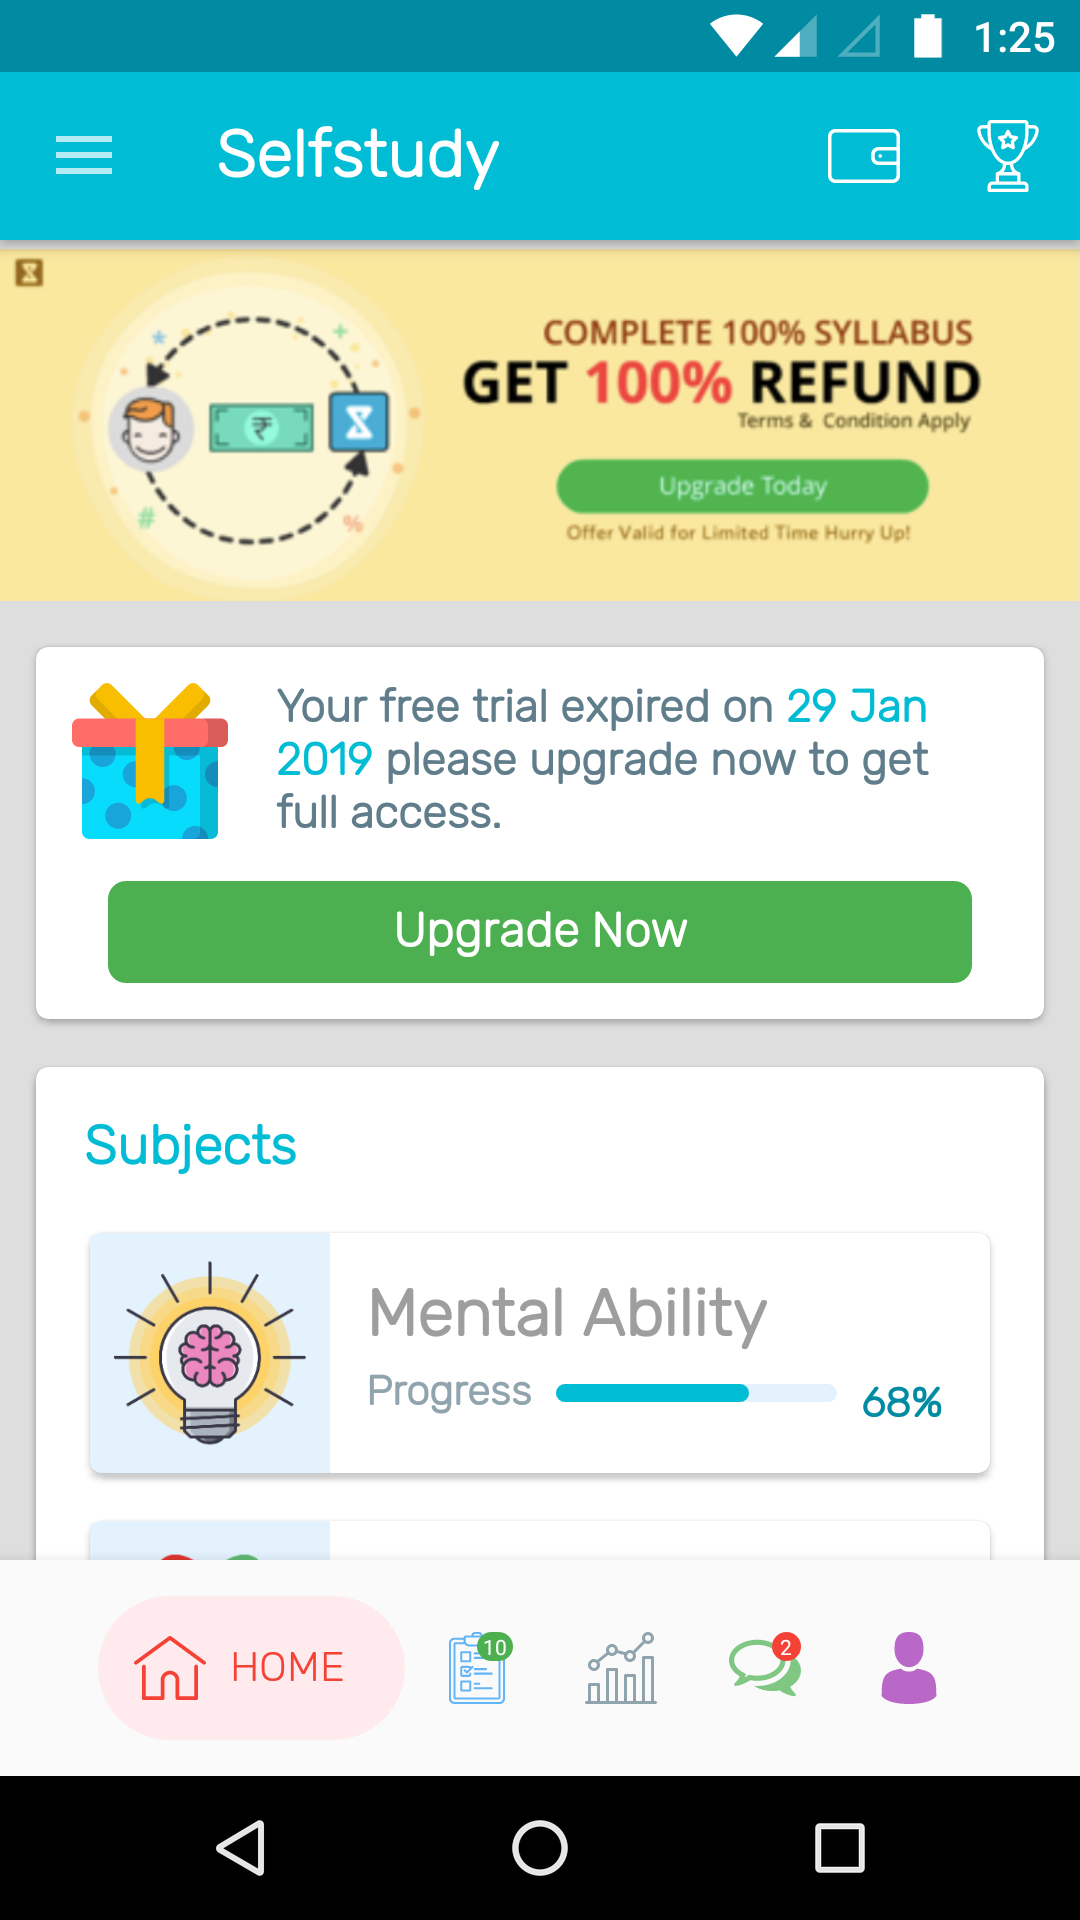 1:25
Selfstudy
COMPLETE 100% SYLLABUS
GET 100% REFUND
Terms & Condition Apply
Upgrade Today
Offer Valid for Limited Time Hurry Up!
* + # % ₹
Your free trial expired on 29 Jan
2019 please upgrade now to get
full access.
Upgrade Now
Subjects
Mental Ability
Progress 68%
HOME
10
2